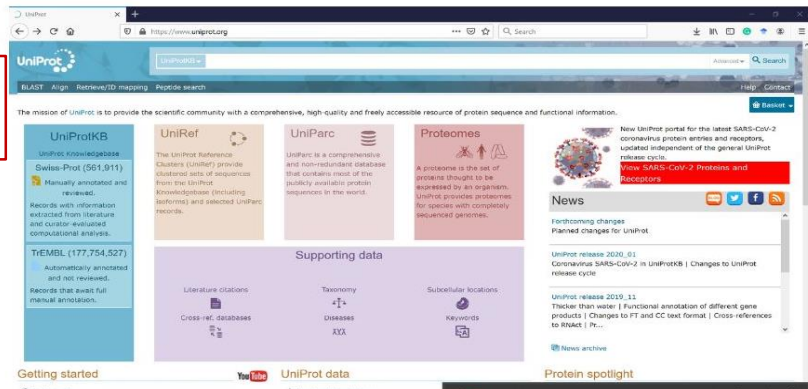 UniProt
https://www.uniprot.org
Search
UniProt
UniProtKB
Advanced
Search
BLAST Align Retrieve/ID mapping Peptide search
Help Contact
The mission of UniProt is to provide the scientific community with a comprehensive, high-quality and freely accessible resource of protein sequence and functional information.
Basket
UniProtKB
UniProt Knowledgebase
Swiss-Prot (561,911)
Manually annotated and
reviewed.
Records with information
extracted from literature
and curator-evaluated
computational analysis.
TrEMBL (177,754,527)
Automatically annotated
and not reviewed.
Records that await full
manual annotation.
UniRef
The UniProt Reference
Clusters (UniRef) provide
clustered sets of sequences
from the UniProt
Knowledgebase (including
isoforms) and selected UniParc
records.
UniParc
UniParc is a comprehensive
and non-redundant database
that contains most of the
publicly available protein
sequences in the world.
Proteomes
A proteome is the set of
proteins thought to be
expressed by an organism.
UniProt provides proteomes
for species with completely
sequenced genomes.
Supporting data
Literature citations
Taxonomy
Subcellular locations
Cross-ref. databases
Diseases
Keywords
New UniProt portal for the latest SARS-CoV-2
coronavirus protein entries and receptors,
updated independent of the general UniProt
release cycle.
View SARS-CoV-2 Proteins and
Receptors
News
Forthcoming changes
Planned changes for UniProt
UniProt release 2020_01
Coronavirus SARS-CoV-2 in UniProtKB | Changes to UniProt
release cycle
UniProt release 2019_11
Thicker than water | Functional annotation of different gene
products | Changes to FT and CC text format | Cross-references
to RNAct | Pr...
News archive
Getting started
YouTube
UniProt data
Protein spotlight